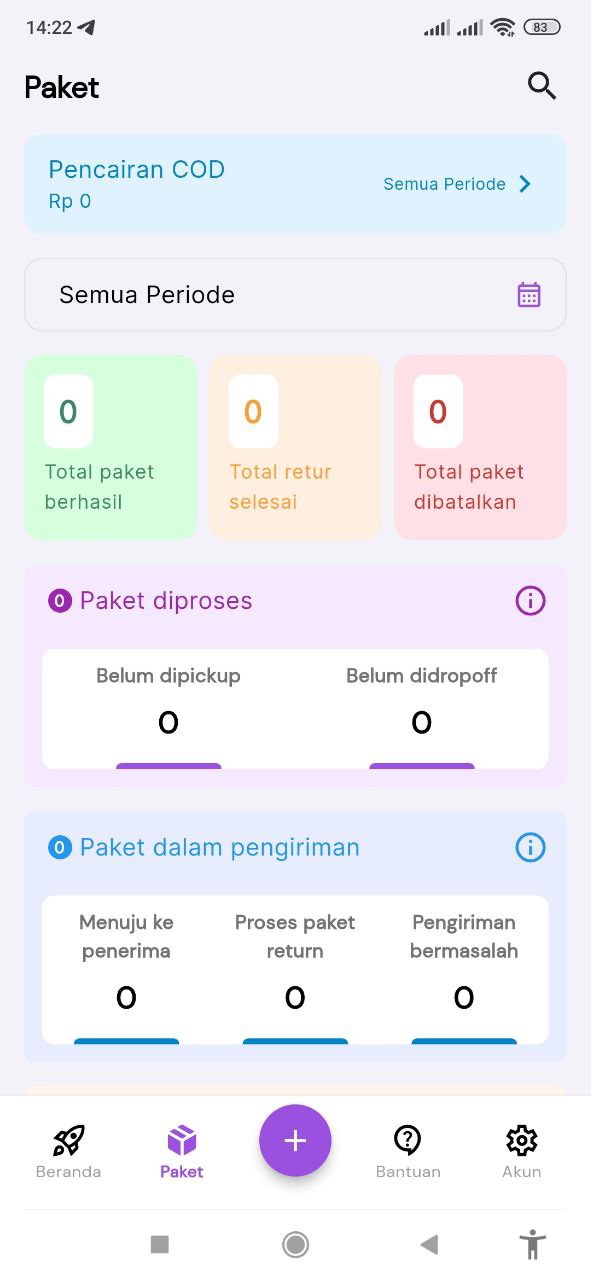 14:22
83
Paket
Pencairan COD
Rp 0
Semua Periode
Semua Periode
0
0
0
Total paket
berhasil
Total retur
selesai
Total paket
dibatalkan
0 Paket diproses
Belum dipickup
Belum didropoff
0
0
0 Paket dalam pengiriman
Menuju ke
penerima
Proses paket
return
Pengiriman
bermasalah
0
0
0
Beranda
Paket
Bantuan
Akun